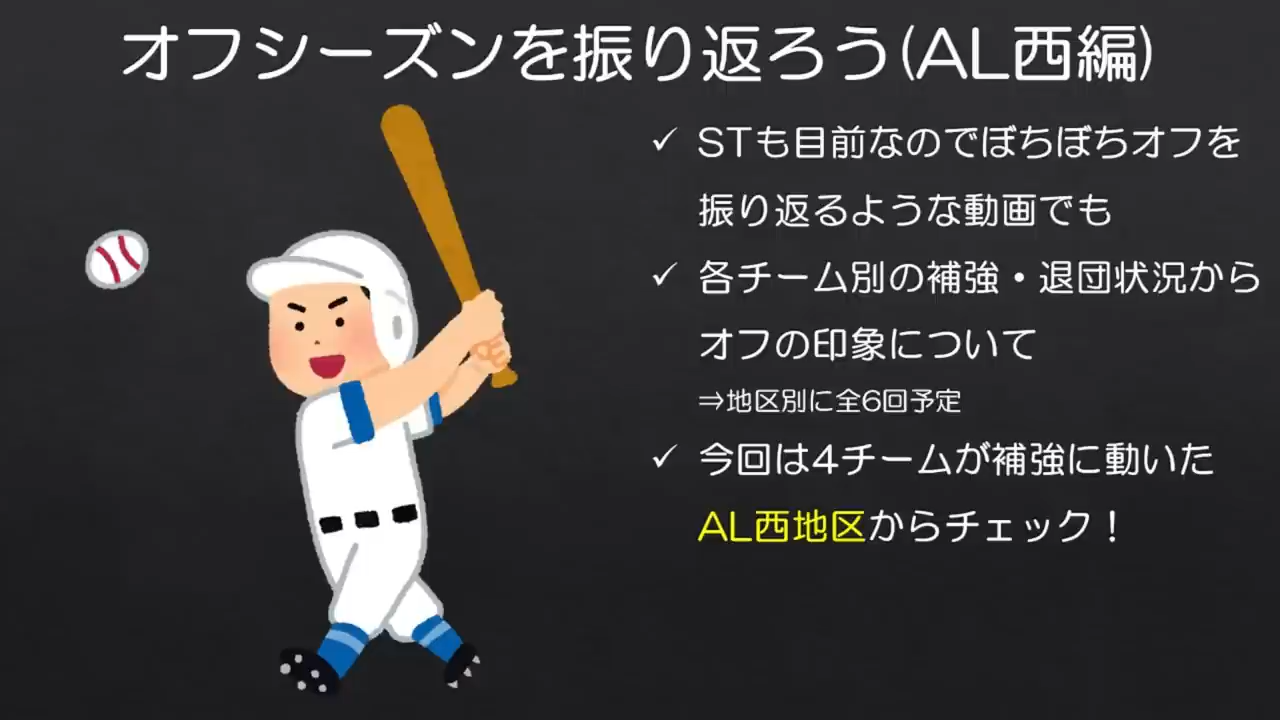 オフシーズンを振り返ろう(AL西編)
✓ STも目前なのでぼちぼちオフを
振り返るような動画でも
✓ 各チーム別の補強・退団状況から
オフの印象について
⇒地区別に全6回予定
✓ 今回は4チームが補強に動いた
AL西地区からチェック！